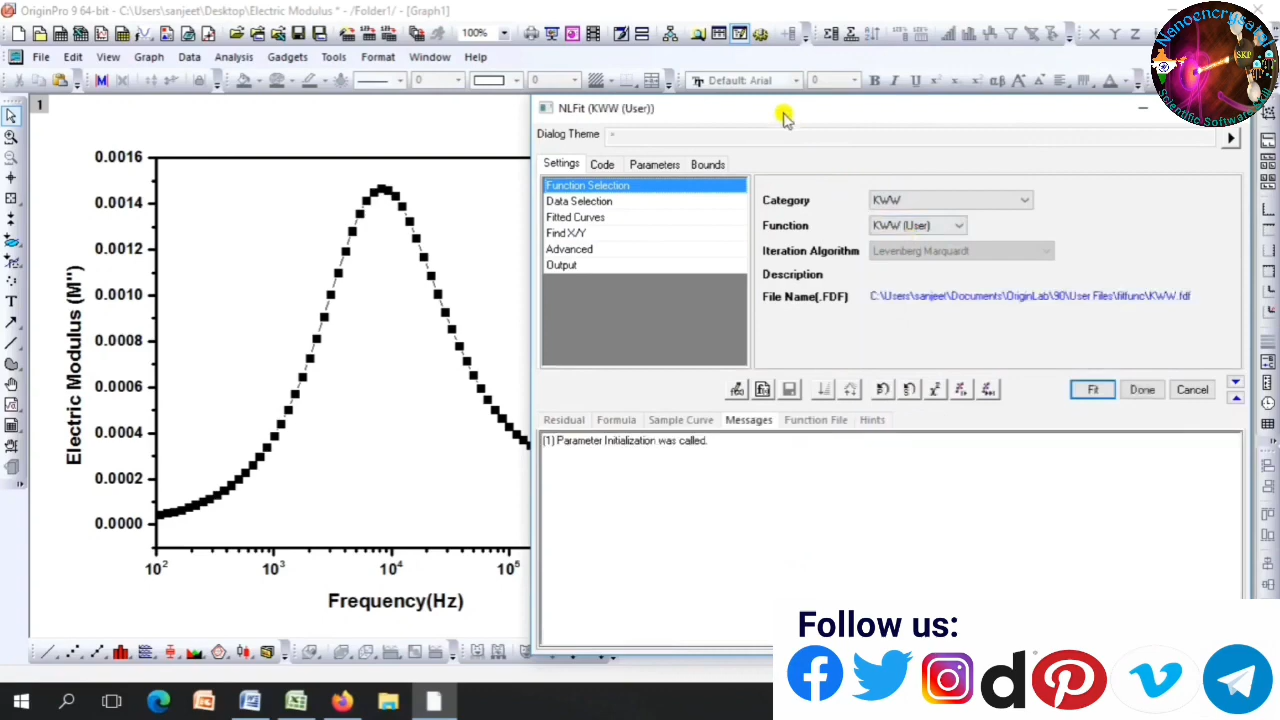 OriginPro 9 64-bit - C:\Users\sanjeet\Desktop\Electric Modulus * - /Folder1/ - [Graph1]
100%
File Edit View Graph Data Analysis Gadgets Tools Format Window Help
0
0
Default: Arial
0
B I U
αβ
1
Electric Modulus (M'')
0.0016
0.0014
0.0012
0.0010
0.0008
0.0006
0.0004
0.0002
0.0000
10² 10³ 10⁴ 10⁵
Frequency(Hz)
NLFit (KWW (User))
Dialog Theme *
Settings Code Parameters Bounds
Function Selection
Data Selection
Fitted Curves
Find X/Y
Advanced
Output
Category KWW
Function KWW (User)
Iteration Algorithm Levenberg Marquardt
Description
File Name(.FDF) C:\Users\sanjeet\Documents\OriginLab\90\User Files\fitfunc\KWW.fdf
Fit Done Cancel
Residual Formula Sample Curve Messages Function File Hints
(1) Parameter Initialization was called.
Nanoencrysatal
SKP
Follow us: